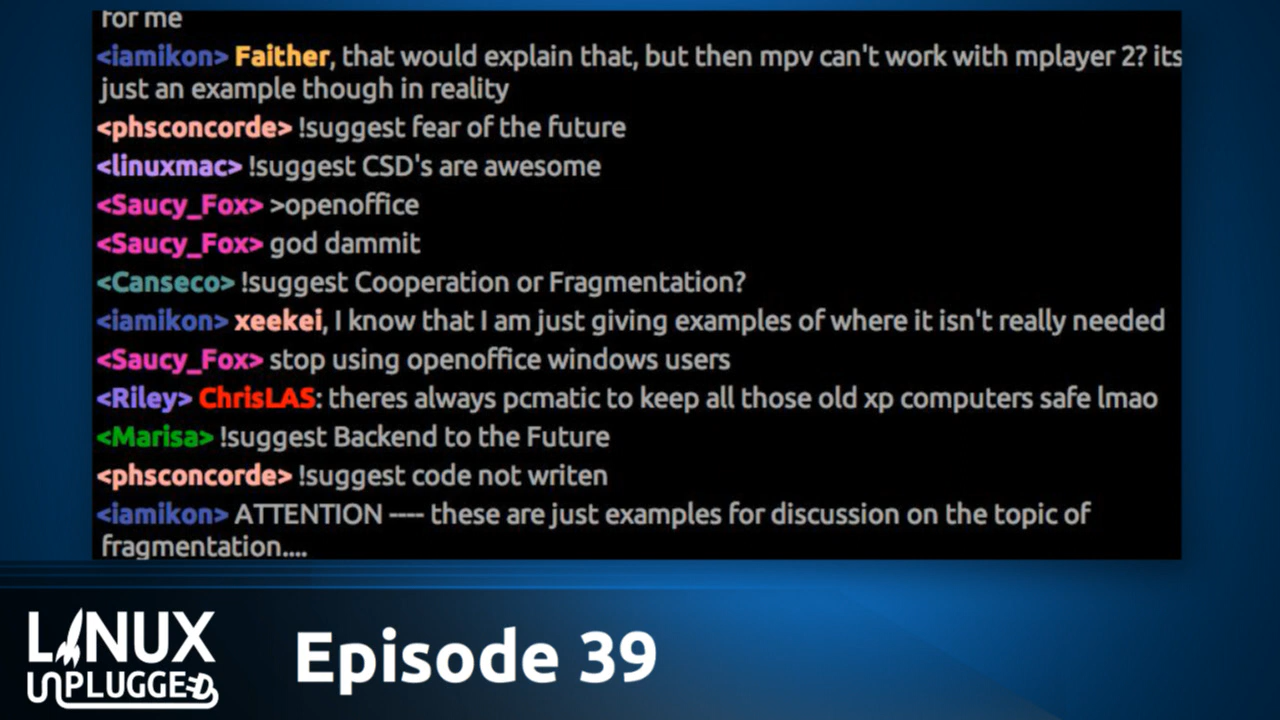 for me
<iamikon> Faither, that would explain that, but then mpv can't work with mplayer 2? its
just an example though in reality
<phsconcorde> !suggest fear of the future
<linuxmac> !suggest CSD's are awesome
<Saucy_Fox> >openoffice
<Saucy_Fox> god dammit
<Canseco> !suggest Cooperation or Fragmentation?
<iamikon> xeekei, I know that I am just giving examples of where it isn't really needed
<Saucy_Fox> stop using openoffice windows users
<Riley> ChrisLAS: theres always pcmatic to keep all those old xp computers safe lmao
<Marisa> !suggest Backend to the Future
<phsconcorde> !suggest code not writen
<iamikon> ATTENTION ---- these are just examples for discussion on the topic of
fragmentation....
LINUX
UNPLUGGED
Episode 39